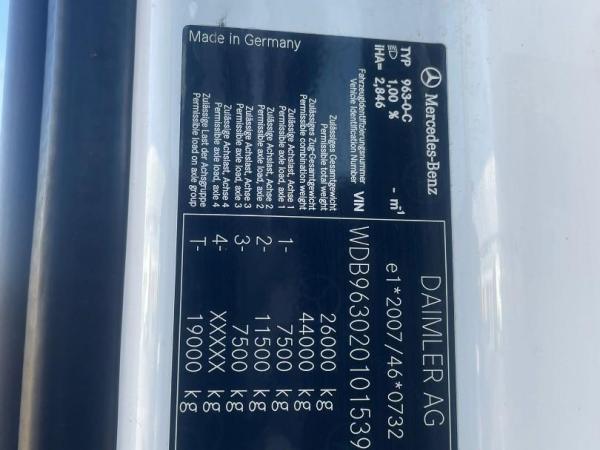 Mercedes-Benz
DAIMLER AG
TYP 963-0-C
e1*2007/46*0732
1,00 %
- m⁻¹
iHA= 2,846
Fahrzeugidentifizierungsnummer
Vehicle Identification Number VIN WDB963020101539
Zulässiges Gesamtgewicht
Permissible total weight 26000 kg
Zulässiges Zug-Gesamtgewicht
Permissible combination weight 44000 kg
Zulässige Achslast, Achse 1
Permissible axle load, axle 1 1- 7500 kg
Zulässige Achslast, Achse 2
Permissible axle load, axle 2 2- 11500 kg
Zulässige Achslast, Achse 3
Permissible axle load, axle 3 3- 7500 kg
Zulässige Achslast, Achse 4
Permissible axle load, axle 4 4- XXXXX kg
Zulässige Last der Achsgruppe
Permissible load on axle group T- 19000 kg
Made in Germany